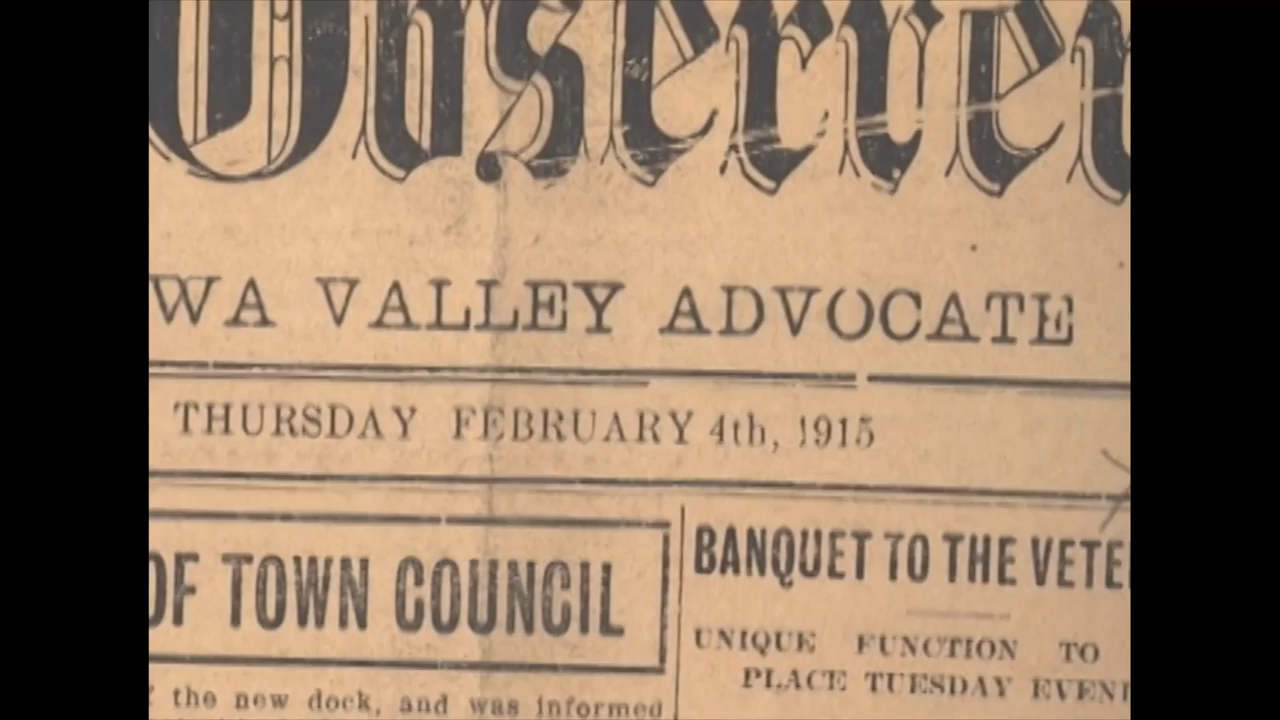 Observer
WA VALLEY ADVOCATE
THURSDAY FEBRUARY 4th, 1915
OF TOWN COUNCIL
the new dock, and was informed
BANQUET TO THE VETE
UNIQUE FUNCTION TO
PLACE TUESDAY EVEN